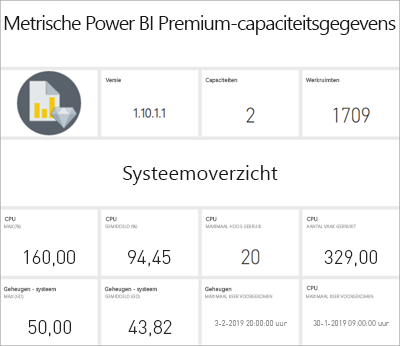 Metrische Power BI Premium-capaciteitsgegevens
Versie
1.10.1.1
Capaciteiten
2
Werkruimten
1709
Systeemoverzicht
CPU
MAX (%)
160,00
CPU
GEMIDDELD (%)
94,45
CPU
MAXIMAAL HOOG GEBRUIK
20
CPU
AANTAL VAAK GEBRUIKT
329,00
Geheugen - systeem
MAX (GB)
50,00
Geheugen - systeem
GEMIDDELD (GB)
43,82
Geheugen
MAXIMAAL KEER VOORGEKOMEN
3-2-2019 20:00:00 uur
CPU
MAXIMAAL KEER VOORGEKOMEN
30-1-2019 09:00:00 uur